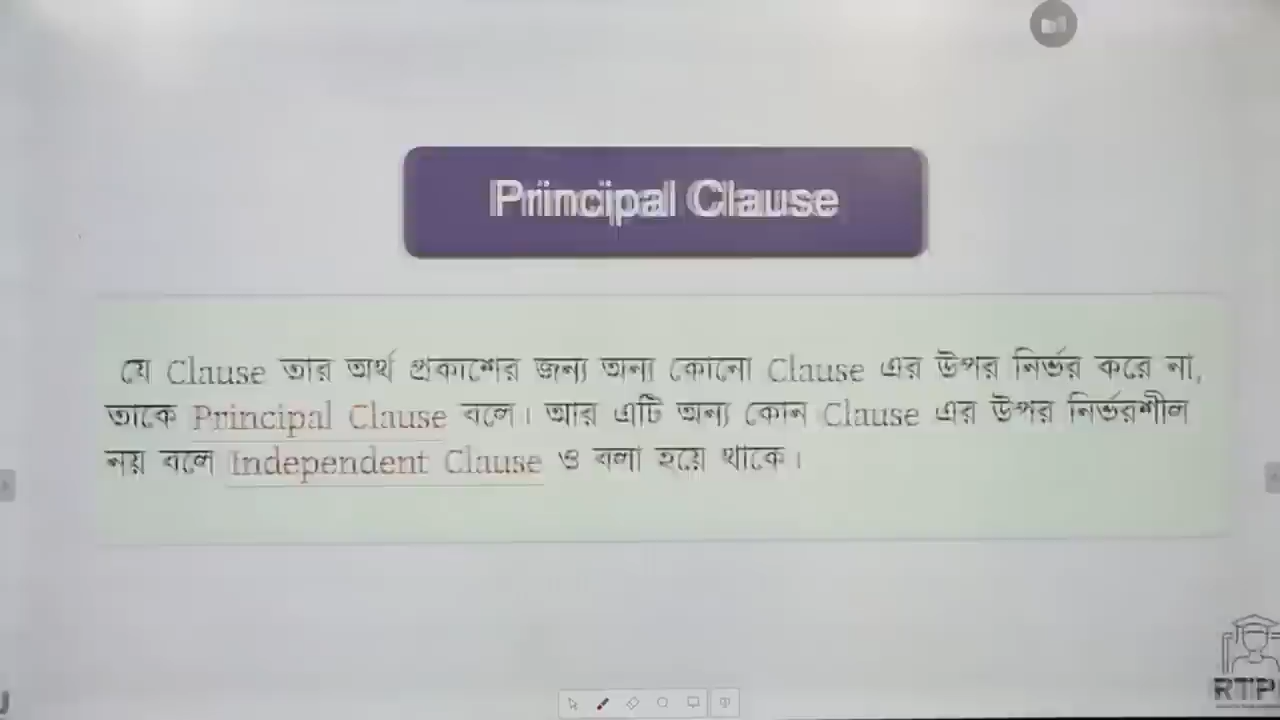 Principal Clause
যে Clause তার অর্থ প্রকাশের জন্য অন্য কোনো Clause এর উপর নির্ভর করে না,
তাকে Principal Clause বলে। আর এটি অন্য কোন Clause এর উপর নির্ভরশীল
নয় বলে Independent Clause ও বলা হয়ে থাকে।
RTP